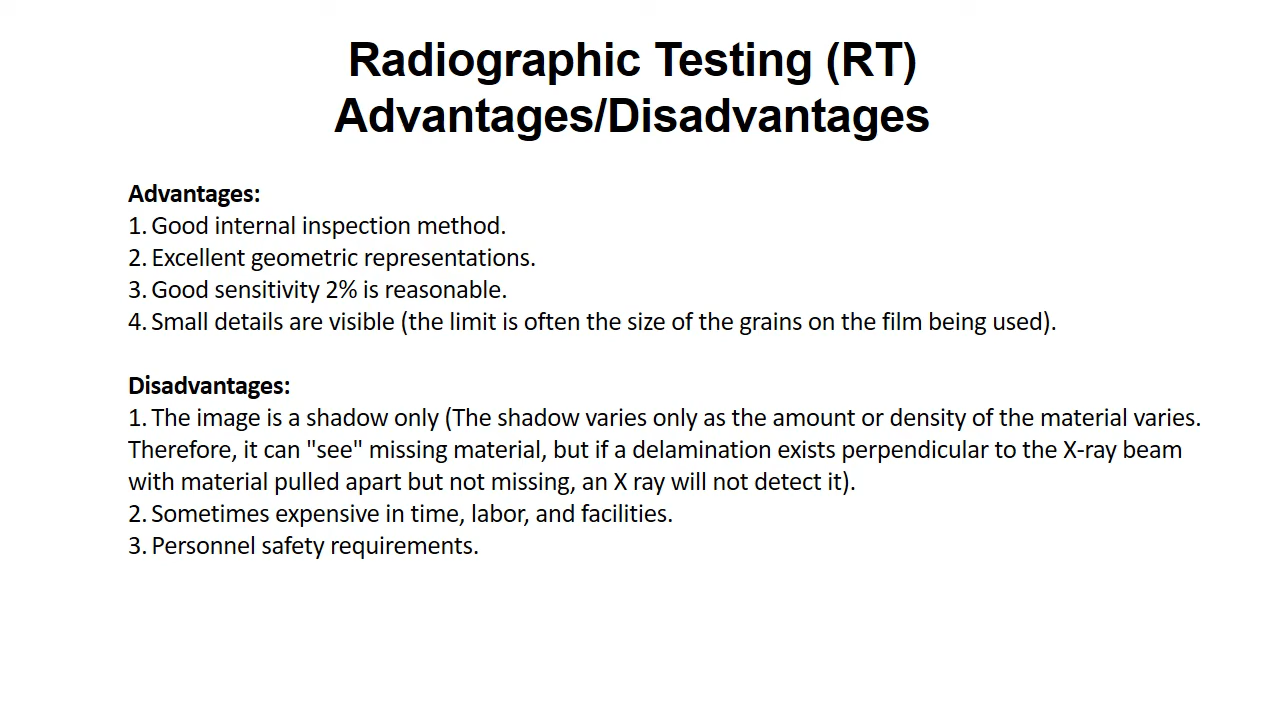 Radiographic Testing (RT)
Advantages/Disadvantages
Advantages:
1. Good internal inspection method.
2. Excellent geometric representations.
3. Good sensitivity 2% is reasonable.
4. Small details are visible (the limit is often the size of the grains on the film being used).
Disadvantages:
1. The image is a shadow only (The shadow varies only as the amount or density of the material varies.
Therefore, it can "see" missing material, but if a delamination exists perpendicular to the X-ray beam
with material pulled apart but not missing, an X ray will not detect it).
2. Sometimes expensive in time, labor, and facilities.
3. Personnel safety requirements.